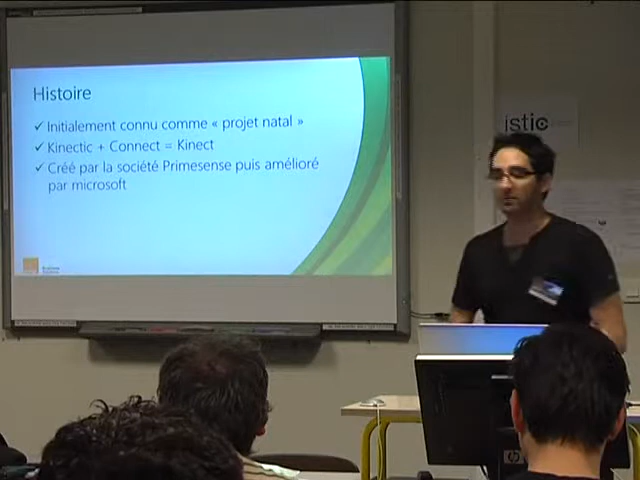 Histoire
✓ Initialement connu comme « projet natal »
✓ Kinectic + Connect = Kinect
✓ Créé par la société Primesense puis amélioré
par microsoft
istic
hp